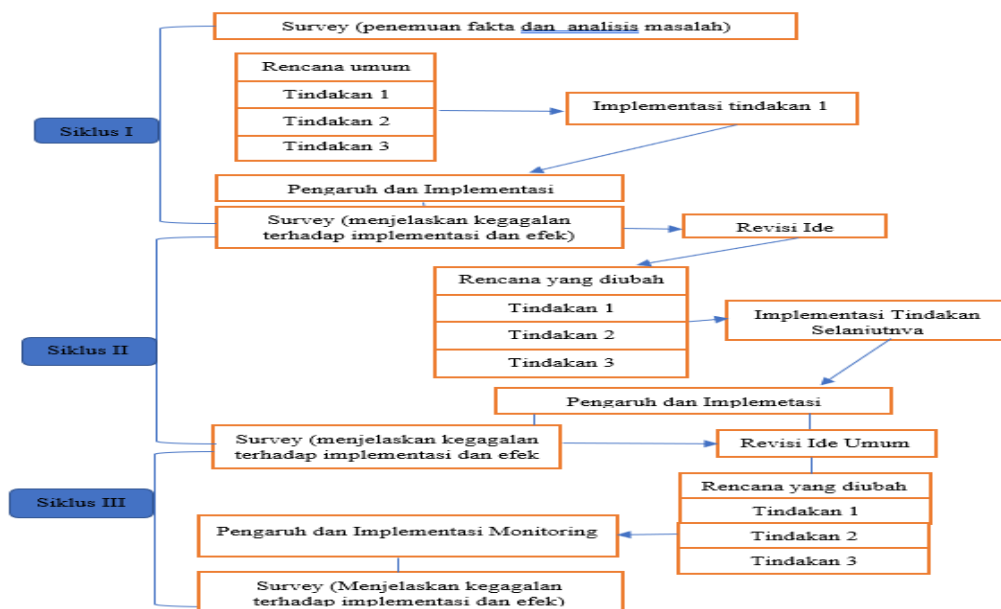 Survey (penemuan fakta dan analisis masalah)
Rencana umum
Tindakan 1
Tindakan 2
Tindakan 3
Implementasi tindakan 1
Siklus I
Pengaruh dan Implementasi
Survey (menjelaskan kegagalan
terhadap implementasi dan efek)
Revisi Ide
Rencana yang diubah
Tindakan 1
Tindakan 2
Tindakan 3
Implementasi Tindakan
Selanjutnya
Siklus II
Pengaruh dan Implemetasi
Survey (menjelaskan kegagalan
terhadap implementasi dan efek
Revisi Ide Umum
Rencana yang diubah
Tindakan 1
Tindakan 2
Tindakan 3
Siklus III
Pengaruh dan Implementasi Monitoring
Survey (Menjelaskan kegagalan
terhadap implementasi dan efek)